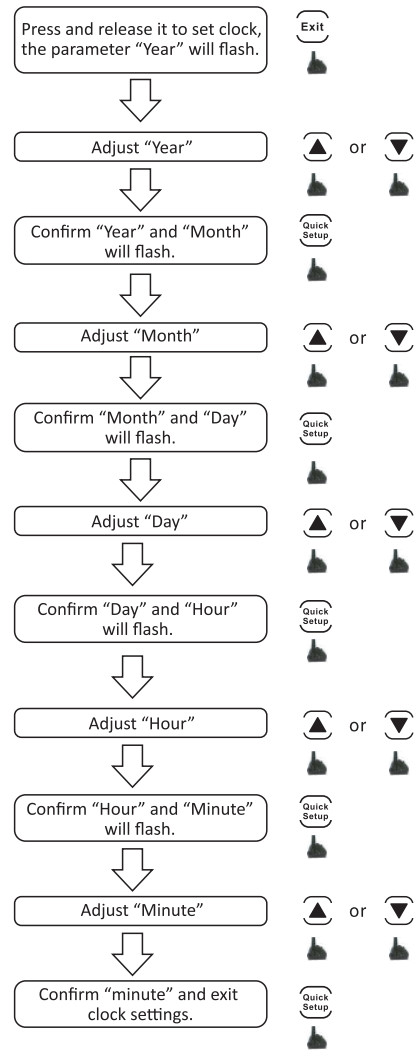 Press and release it to set clock,
the parameter “Year” will flash.
Exit
Adjust “Year”
or
Confirm “Year” and “Month”
will flash.
Quick
Setup
Adjust “Month”
or
Confirm “Month” and “Day”
will flash.
Quick
Setup
Adjust “Day”
or
Confirm “Day” and “Hour”
will flash.
Quick
Setup
Adjust “Hour”
or
Confirm “Hour” and “Minute”
will flash.
Quick
Setup
Adjust “Minute”
or
Confirm “minute” and exit
clock settings.
Quick
Setup